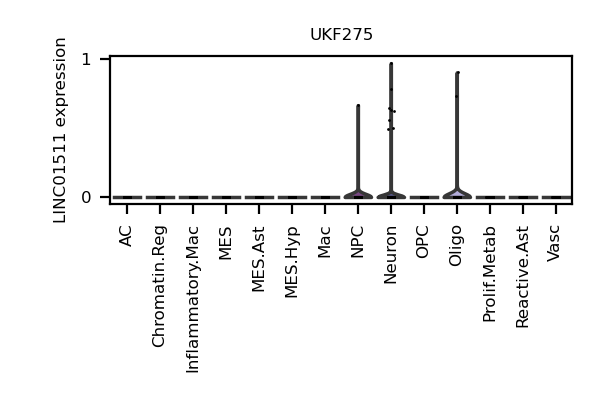 UKF275
LINC01511 expression
1
0
AC
Chromatin.Reg
Inflammatory.Mac
MES
MES.Ast
MES.Hyp
Mac
NPC
Neuron
OPC
Oligo
Prolif.Metab
Reactive.Ast
Vasc